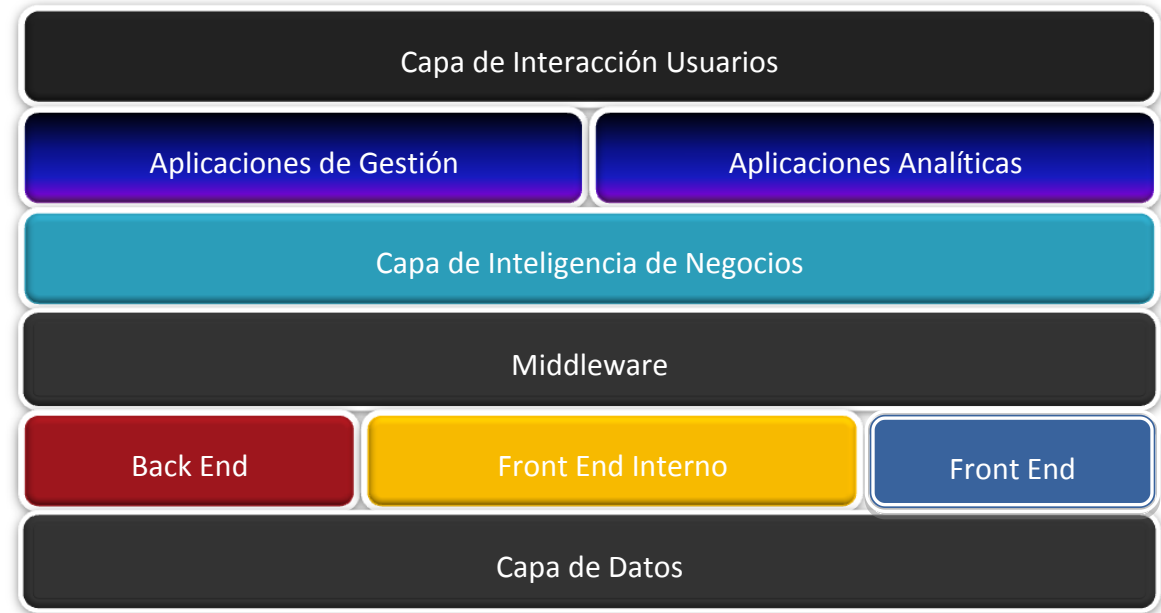 Capa de Interacción Usuarios
Aplicaciones de Gestión
Aplicaciones Analíticas
Capa de Inteligencia de Negocios
Middleware
Back End
Front End Interno
Front End
Capa de Datos